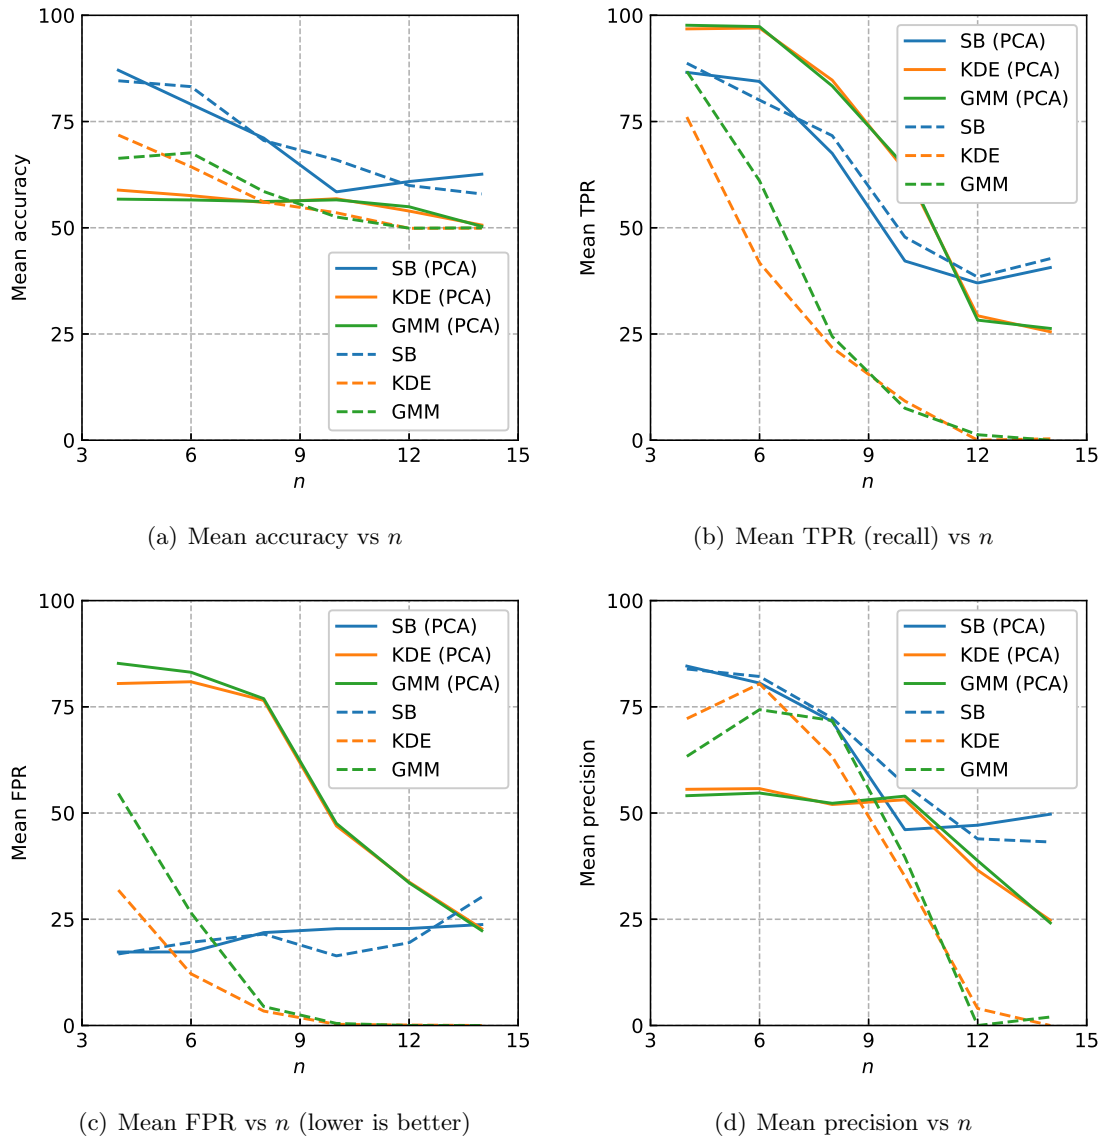 100
75
50
25
0
3 6 9 12 15
Mean accuracy
n
SB (PCA)
KDE (PCA)
GMM (PCA)
SB
KDE
GMM
(a) Mean accuracy vs n
100
75
50
25
0
3 6 9 12 15
Mean TPR
n
SB (PCA)
KDE (PCA)
GMM (PCA)
SB
KDE
GMM
(b) Mean TPR (recall) vs n
100
75
50
25
0
3 6 9 12 15
Mean FPR
n
SB (PCA)
KDE (PCA)
GMM (PCA)
SB
KDE
GMM
(c) Mean FPR vs n (lower is better)
100
75
50
25
0
3 6 9 12 15
Mean precision
n
SB (PCA)
KDE (PCA)
GMM (PCA)
SB
KDE
GMM
(d) Mean precision vs n